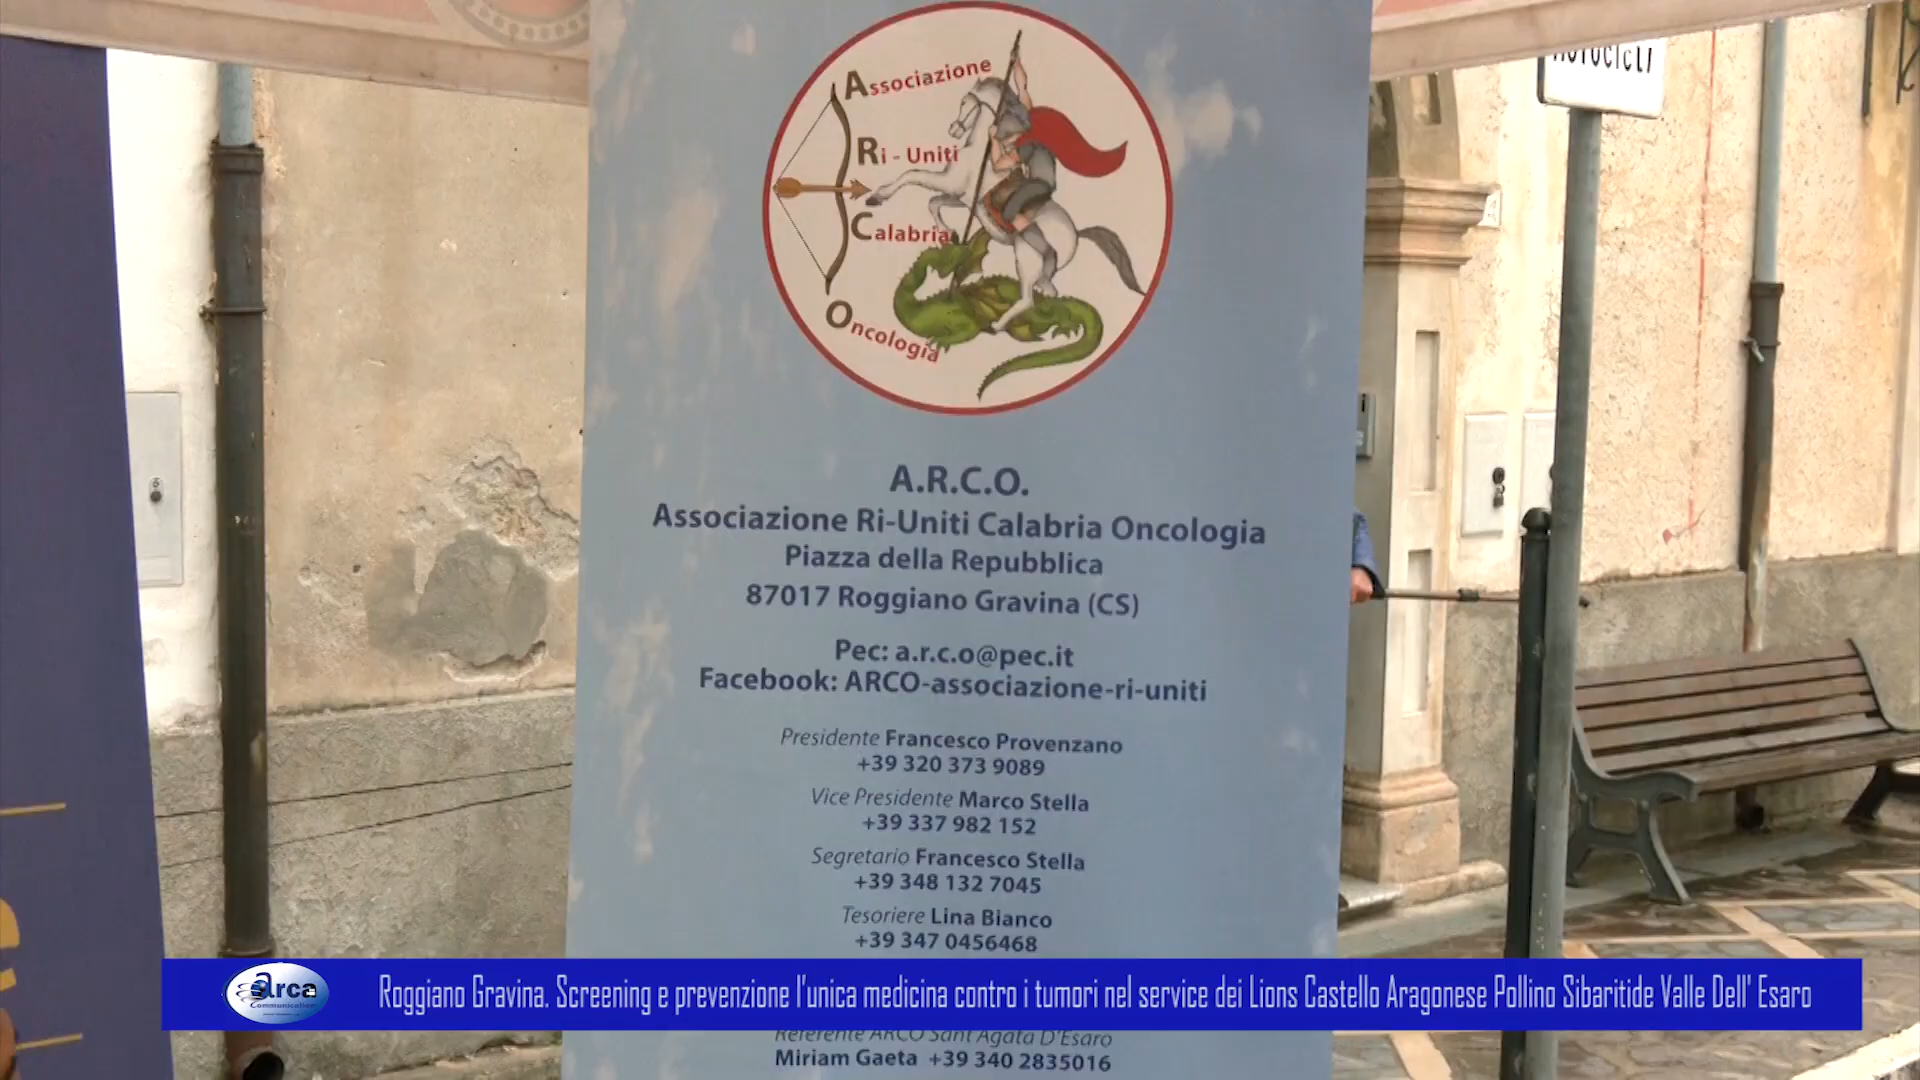 Associazione
Ri - Uniti
Calabria
Oncologia
A.R.C.O.
Associazione Ri-Uniti Calabria Oncologia
Piazza della Repubblica
87017 Roggiano Gravina (CS)
Pec: a.r.c.o@pec.it
Facebook: ARCO-associazione-ri-uniti
Presidente Francesco Provenzano
+39 320 373 9089
Vice Presidente Marco Stella
+39 337 982 152
Segretario Francesco Stella
+39 348 132 7045
Tesoriere Lina Bianco
+39 347 0456468
Referente ARCO Sant'Agata D'Esaro
Miriam Gaeta +39 340 2835016
arca
Communication
Roggiano Gravina. Screening e prevenzione l'unica medicina contro i tumori nel service dei Lions Castello Aragonese Pollino Sibaritide Valle Dell' Esaro